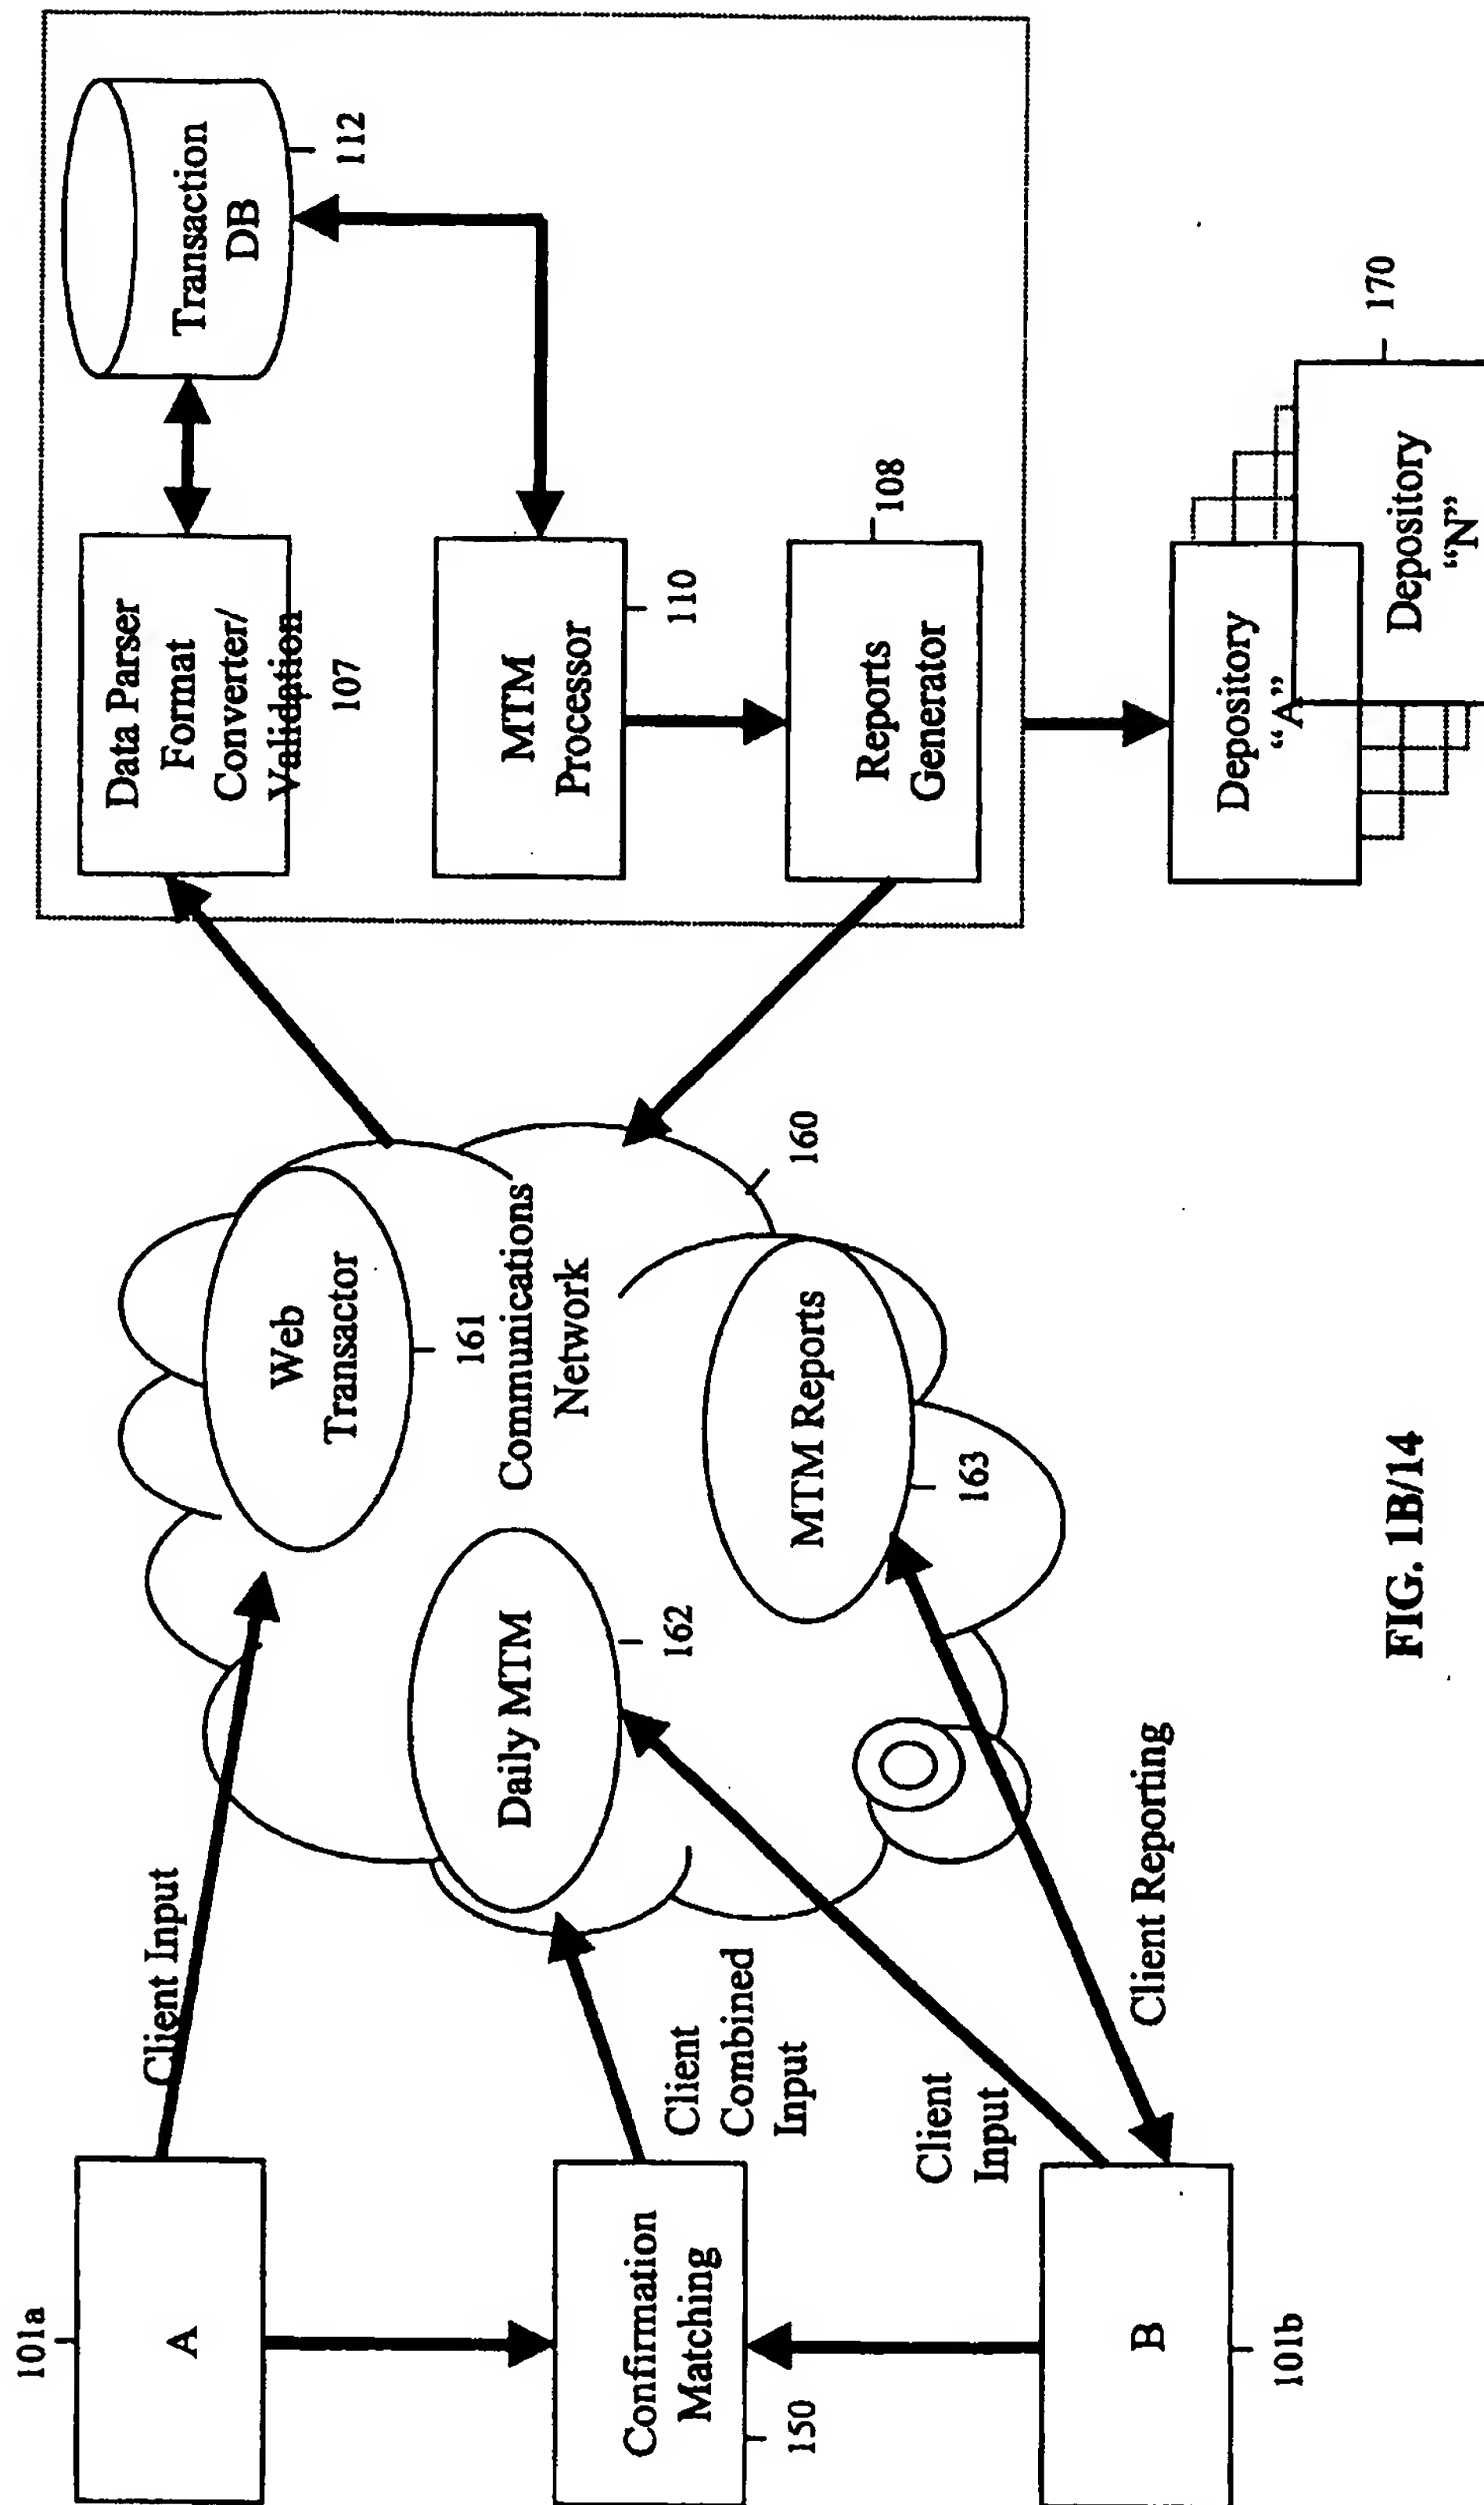 101a
A
Client Input
Confirmation
Matching
150
Client
Combined
Input
B
101b
Client
Input
Client Reporting
Web
Transactor
161
Communications
Network
Daily MTM
162
MTM Reports
163
160
Data Parser
Format
Converter/
Validation
107
Transaction
DB
112
MTM
Processor
110
Reports
Generator
108
Depository
“A”
Depository
“N”
170
FIG. 1B/14